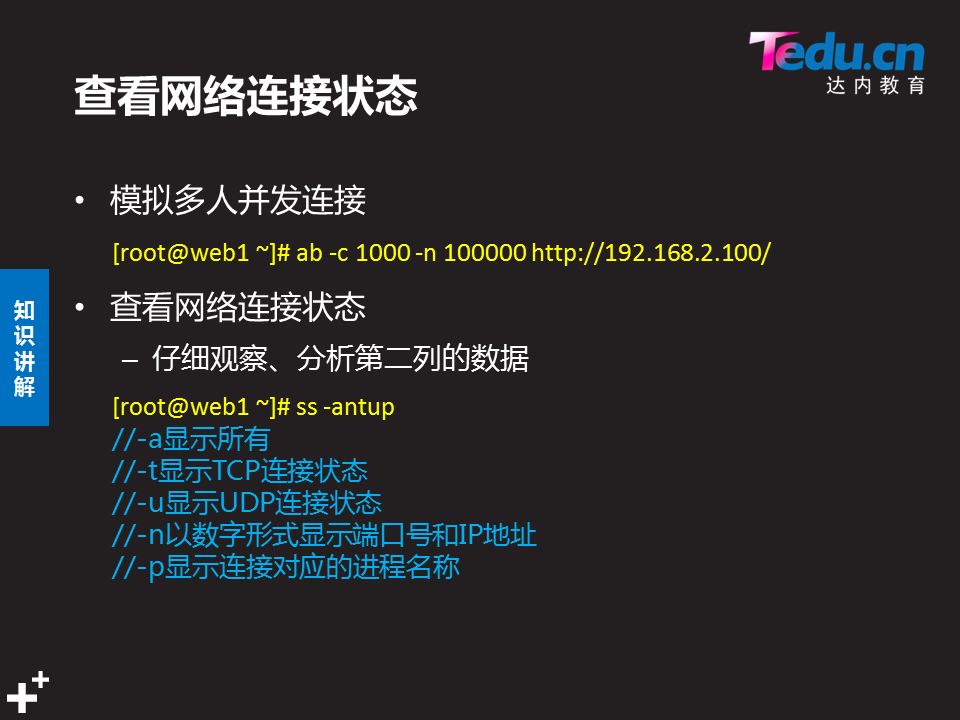 Tedu.cn
达内教育
查看网络连接状态
• 模拟多人并发连接
[root@web1 ~]# ab -c 1000 -n 100000 http://192.168.2.100/
• 查看网络连接状态
– 仔细观察、分析第二列的数据
[root@web1 ~]# ss -antup
//-a显示所有
//-t显示TCP连接状态
//-u显示UDP连接状态
//-n以数字形式显示端口号和IP地址
//-p显示连接对应的进程名称
知
识
讲
解